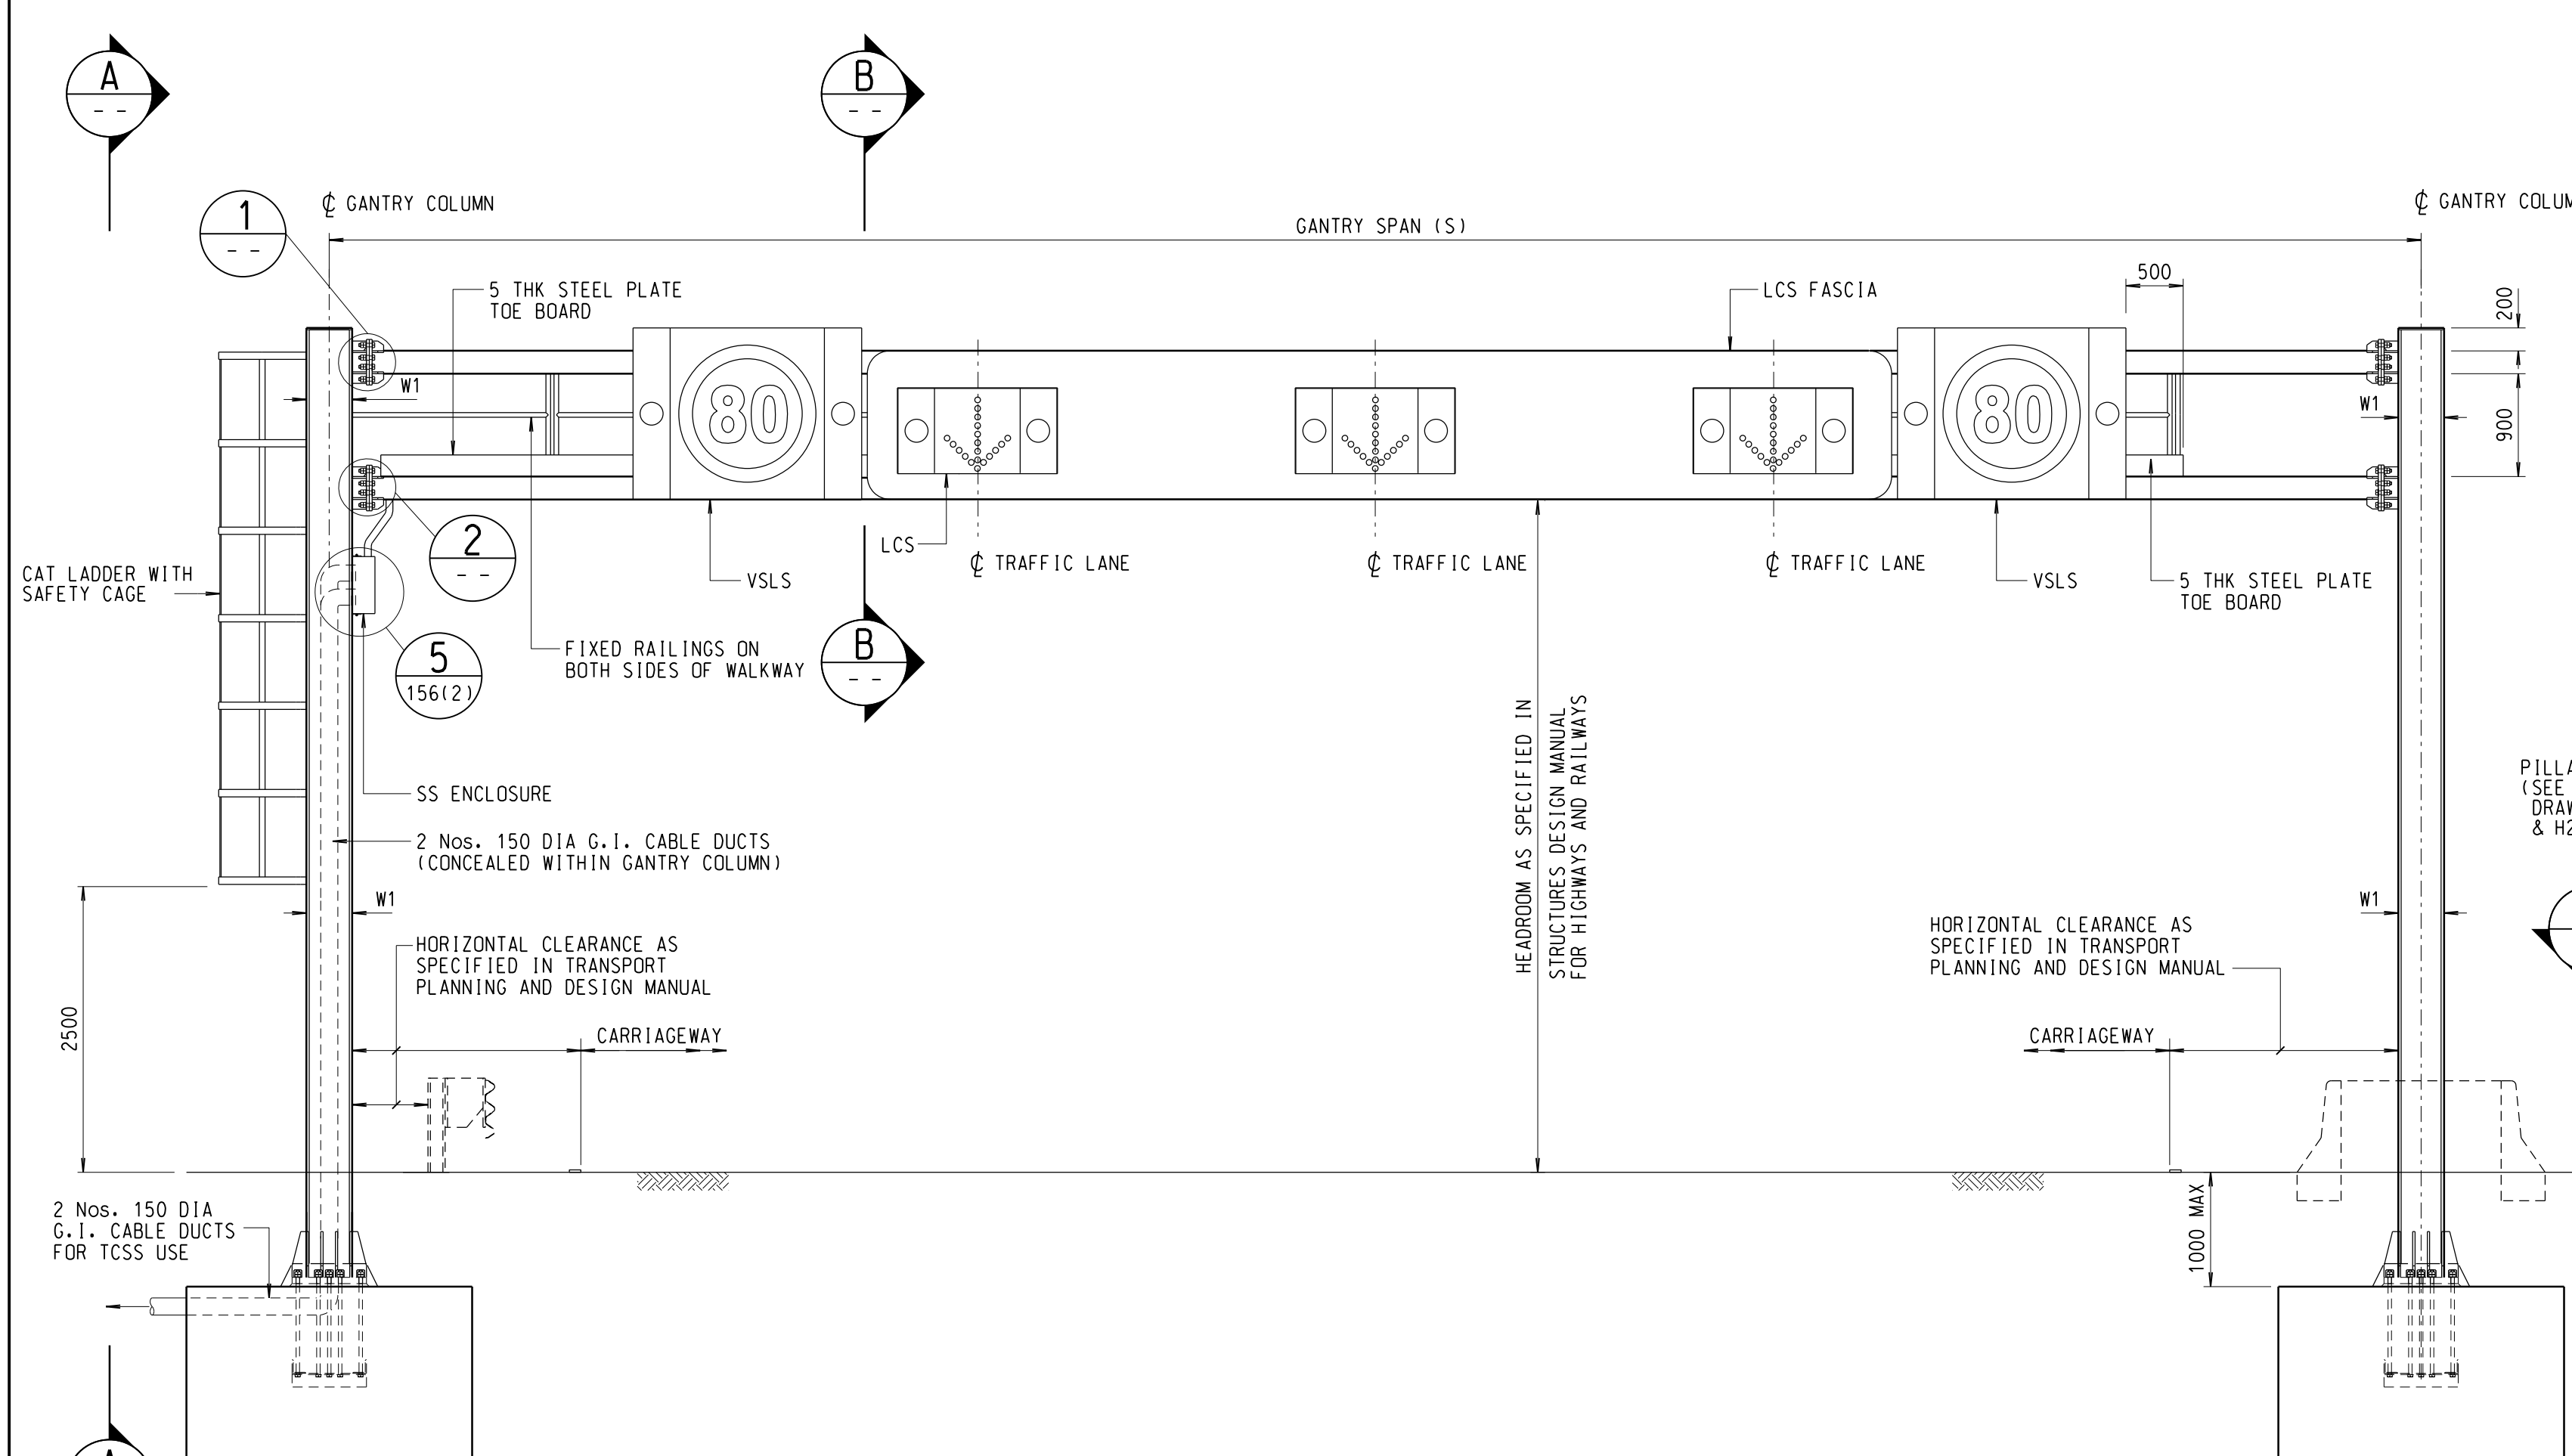 A
- -
B
- -
1
- -
℄ GANTRY COLUMN
GANTRY SPAN (S)
℄ GANTRY COLUM
5 THK STEEL PLATE
TOE BOARD
LCS FASCIA
500
200
W1
80
80
W1
900
2
- -
LCS
℄ TRAFFIC LANE
℄ TRAFFIC LANE
℄ TRAFFIC LANE
CAT LADDER WITH
SAFETY CAGE
VSLS
VSLS
5 THK STEEL PLATE
TOE BOARD
5
156(2)
FIXED RAILINGS ON
BOTH SIDES OF WALKWAY
B
- -
HEADROOM AS SPECIFIED IN
STRUCTURES DESIGN MANUAL
FOR HIGHWAYS AND RAILWAYS
SS ENCLOSURE
PILLA
(SEE
DRAW
& H2
2 Nos. 150 DIA G.I. CABLE DUCTS
(CONCEALED WITHIN GANTRY COLUMN)
W1
W1
HORIZONTAL CLEARANCE AS
SPECIFIED IN TRANSPORT
PLANNING AND DESIGN MANUAL
HORIZONTAL CLEARANCE AS
SPECIFIED IN TRANSPORT
PLANNING AND DESIGN MANUAL
2500
CARRIAGEWAY
CARRIAGEWAY
2 Nos. 150 DIA
G.I. CABLE DUCTS
FOR TCSS USE
1000 MAX